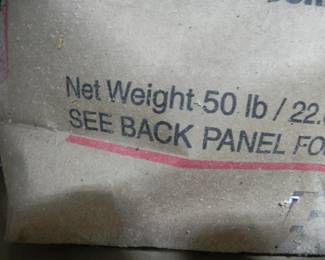 Net Weight 50 lb / 22.
SEE BACK PANEL FO